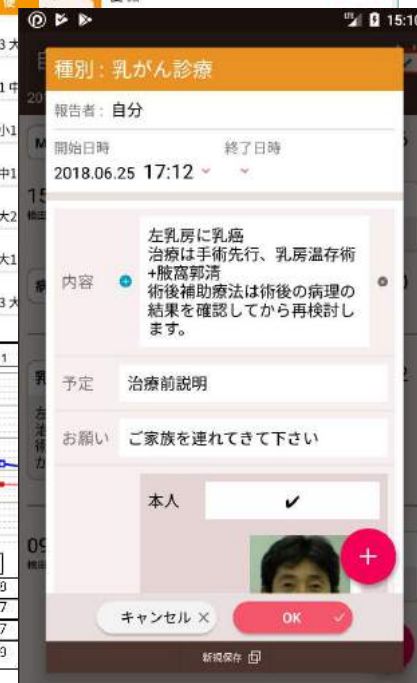 15:10
種別：乳がん診療
報告者：自分
開始日時
終了日時
2018.06.25 17:12
内容
左乳房に乳癌
治療は手術先行、乳房温存術
+腋窩郭清
術後補助療法は術後の病理の
結果を確認してから再検討し
ます。
予定
治療前説明
お願い
ご家族を連れてきて下さい
本人
✓
+
キャンセル ×
OK ✓
新規保存